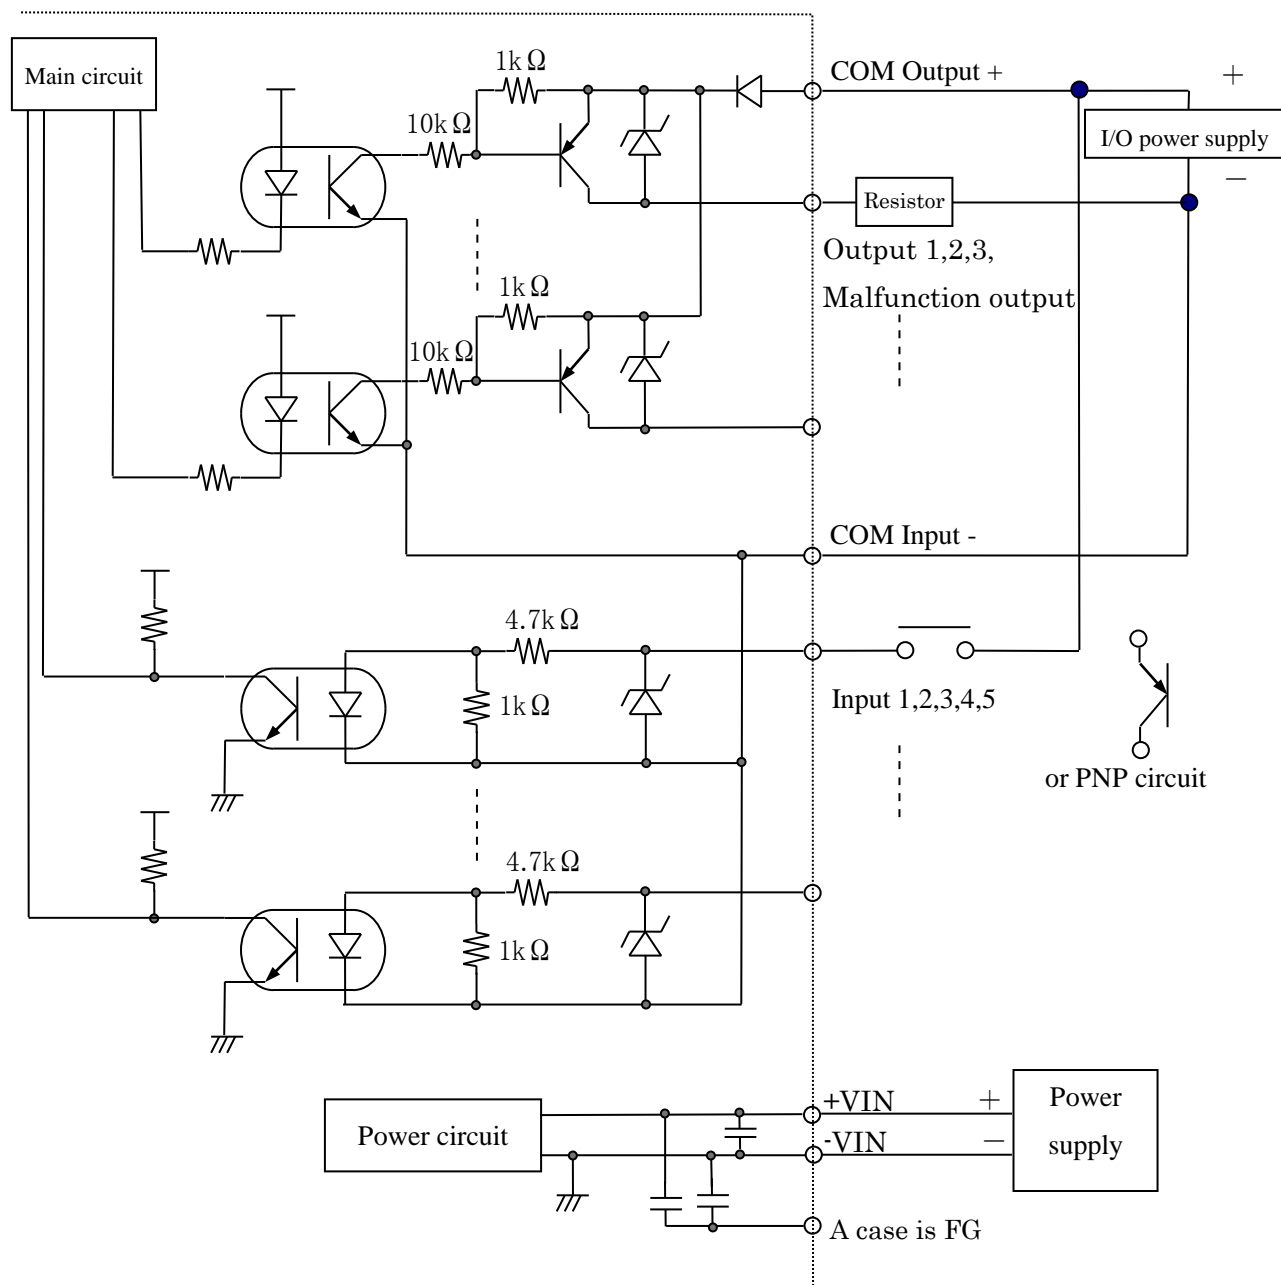 Main circuit
1kΩ
COM Output +
+
10kΩ
I/O power supply
−
Resistor
Output 1,2,3,
1kΩ
Malfunction output
10kΩ
COM Input -
4.7kΩ
1kΩ
Input 1,2,3,4,5
or PNP circuit
4.7kΩ
1kΩ
Power circuit
+VIN
+
-VIN
−
Power
supply
A case is FG